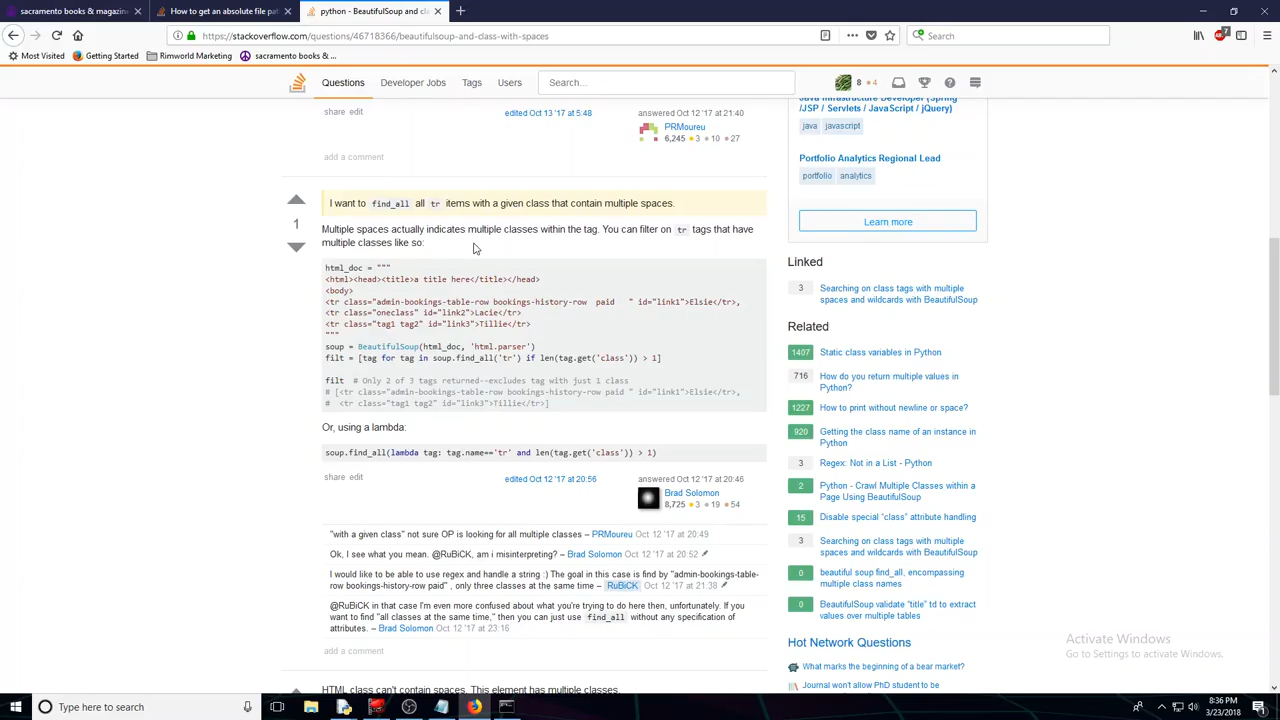 sacramento books & magazine
How to get an absolute file pat
python - BeautifulSoup and cl
https://stackoverflow.com/questions/46718366/beautifulsoup-and-class-with-spaces
Search
7
Most Visited
Getting Started
Rimworld Marketing
sacramento books & ...
Questions
Developer Jobs
Tags
Users
Search...
8 4
share edit
edited Oct 13 '17 at 5:48
answered Oct 12 '17 at 21:40
PRMoureu
6,245 3 10 27
add a comment
1
I want to find_all all tr items with a given class that contain multiple spaces.
Multiple spaces actually indicates multiple classes within the tag. You can filter on tr tags that have
multiple classes like so:
html_doc = """
<html><head><title>a title here</title></head>
<body>
<tr class="admin-bookings-table-row bookings-history-row  paid   " id="link1">Elsie</tr>,
<tr class="oneclass" id="link2">Lacie</tr>
<tr class="tag1 tag2" id="link3">Tillie</tr>
"""
soup = BeautifulSoup(html_doc, 'html.parser')
filt = [tag for tag in soup.find_all('tr') if len(tag.get('class')) > 1]
filt  # Only 2 of 3 tags returned--excludes tag with just 1 class
# [<tr class="admin-bookings-table-row bookings-history-row paid " id="link1">Elsie</tr>,
#  <tr class="tag1 tag2" id="link3">Tillie</tr>]
Or, using a lambda:
soup.find_all(lambda tag: tag.name=='tr' and len(tag.get('class')) > 1)
share edit
edited Oct 12 '17 at 20:56
answered Oct 12 '17 at 20:46
Brad Solomon
8,725 3 19 54
"with a given class" not sure OP is looking for all multiple classes – PRMoureu Oct 12 '17 at 20:49
Ok, I see what you mean. @RuBiCK, am i misinterpreting? – Brad Solomon Oct 12 '17 at 20:52
I would like to be able to use regex and handle a string :) The goal in this case is find by "admin-bookings-table-
row bookings-history-row paid" only three classes at the same time – RuBiCK Oct 12 '17 at 21:38
@RuBiCK in that case I'm even more confused about what you're trying to do here then, unfortunately. If you
want to find "all classes at the same time," then you can just use find_all without any specification of
attributes. – Brad Solomon Oct 12 '17 at 23:16
add a comment
HTML class can't contain spaces. This element has multiple classes.
Java Infrastructure Developer (Spring
/JSP / Servlets / JavaScript / jQuery)
java javascript
Portfolio Analytics Regional Lead
portfolio analytics
Learn more
Linked
3 Searching on class tags with multiple
spaces and wildcards with BeautifulSoup
Related
1407 Static class variables in Python
716 How do you return multiple values in
Python?
1227 How to print without newline or space?
920 Getting the class name of an instance in
Python
3 Regex: Not in a List - Python
2 Python - Crawl Multiple Classes within a
Page Using BeautifulSoup
15 Disable special "class" attribute handling
3 Searching on class tags with multiple
spaces and wildcards with BeautifulSoup
0 beautiful soup find_all, encompassing
multiple class names
0 BeautifulSoup validate "title" td to extract
values over multiple tables
Hot Network Questions
What marks the beginning of a bear market?
Journal won't allow PhD student to be
Activate Windows
Go to Settings to activate Windows.
Type here to search
8:36 PM
3/23/2018
1